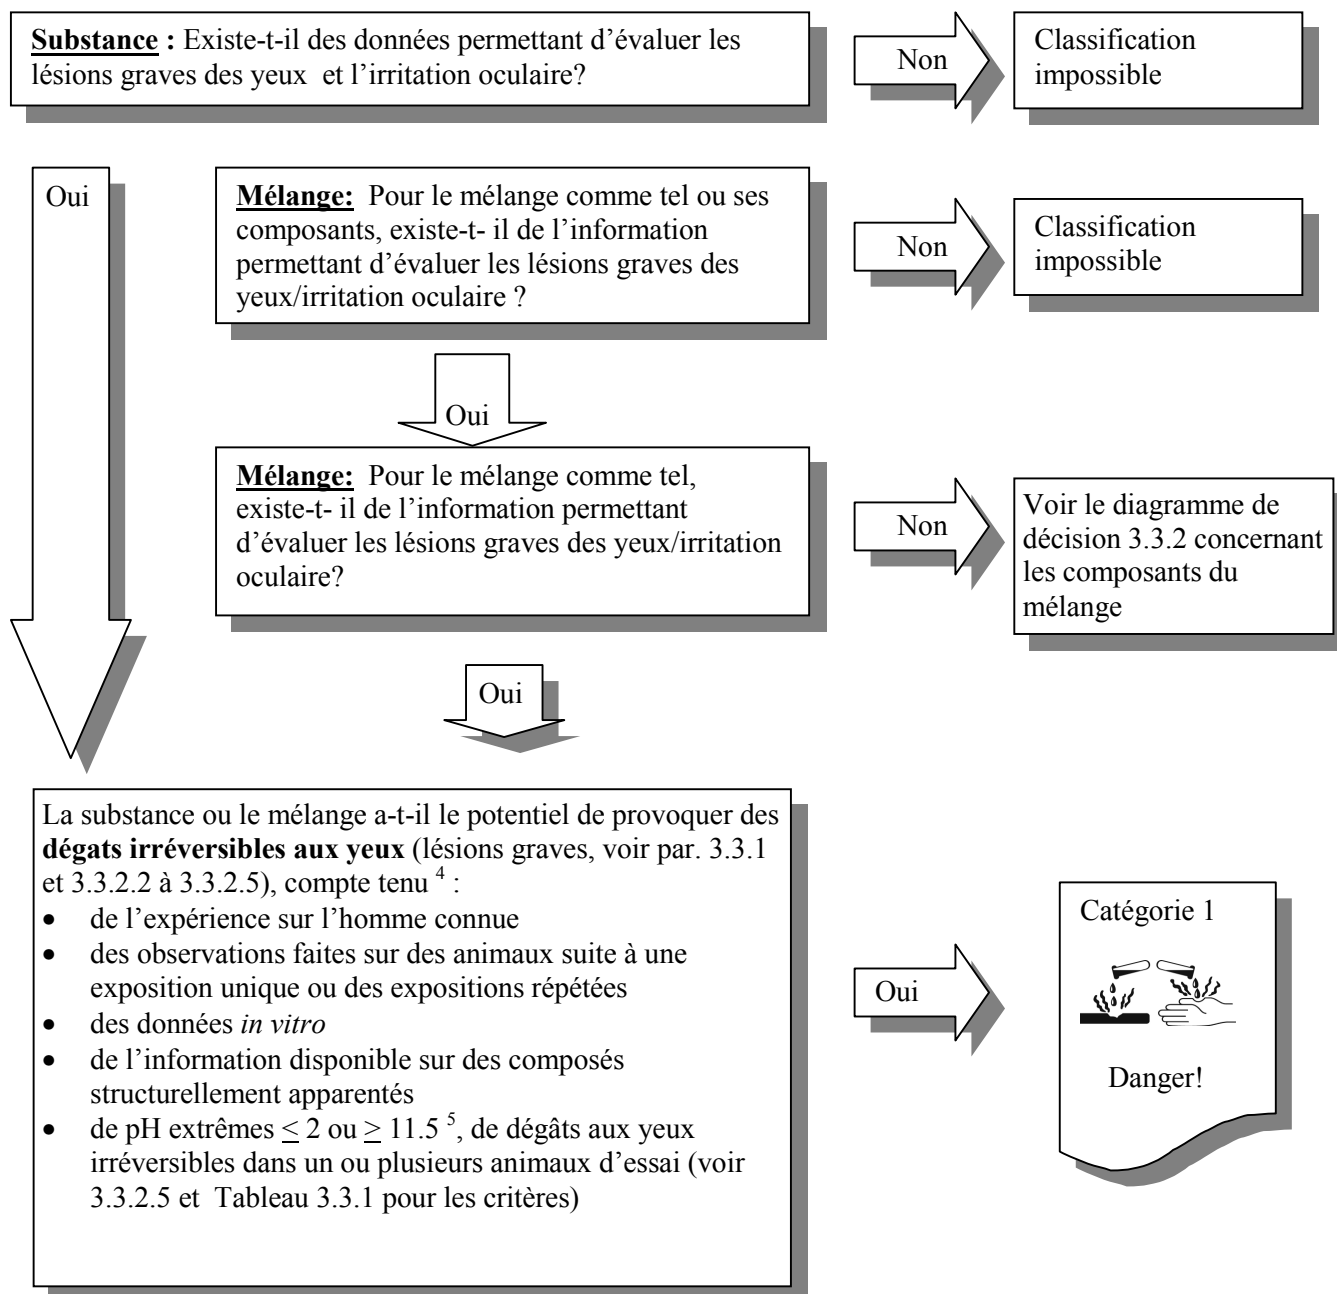 Substance : Existe-t-il des données permettant d'évaluer les
lésions graves des yeux et l'irritation oculaire?
Non
Classification
impossible
Oui
Mélange: Pour le mélange comme tel ou ses
composants, existe-t- il de l'information
permettant d'évaluer les lésions graves des
yeux/irritation oculaire ?
Non
Classification
impossible
Oui
Mélange: Pour le mélange comme tel,
existe-t- il de l'information permettant
d'évaluer les lésions graves des yeux/irritation
oculaire?
Non
Voir le diagramme de
décision 3.3.2 concernant
les composants du
mélange
Oui
La substance ou le mélange a-t-il le potentiel de provoquer des
dégats irréversibles aux yeux (lésions graves, voir par. 3.3.1
et 3.3.2.2 à 3.3.2.5), compte tenu 4 :
• de l'expérience sur l'homme connue
• des observations faites sur des animaux suite à une
exposition unique ou des expositions répétées
• des données in vitro
• de l'information disponible sur des composés
structurellement apparentés
• de pH extrêmes ≤ 2 ou ≥ 11.5 5, de dégâts aux yeux
irréversibles dans un ou plusieurs animaux d'essai (voir
3.3.2.5 et Tableau 3.3.1 pour les critères)
Oui
Catégorie 1
Danger!